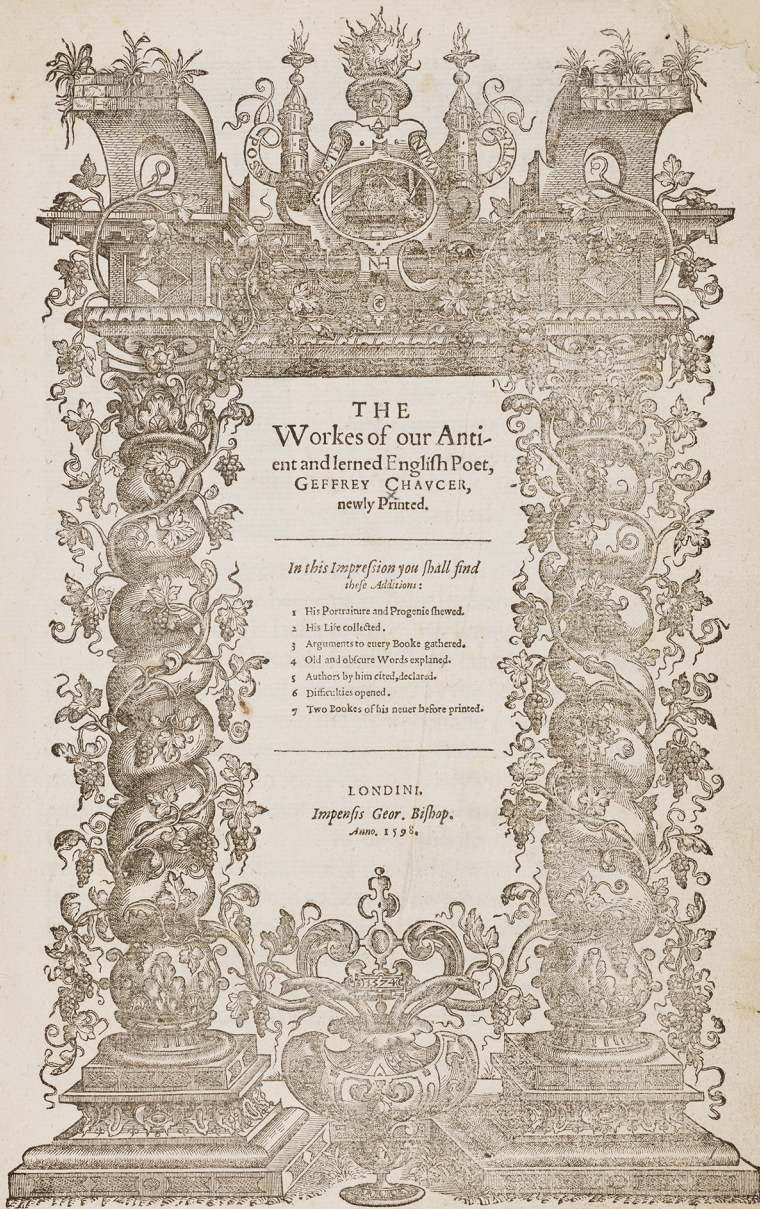 THE
Workes of our Anti-
ent and lerned Engliſh Poet,
GEFFREY CHAVCER,
newly Printed.
In this Impreſsion you ſhall find
theſe Additions:
1 His Portraiture and Progenie ſhewed.
2 His Life collected.
3 Arguments to euery Booke gathered.
4 Old and obſcure Words explaned.
5 Authors by him cited, declared.
6 Difficulties opened.
7 Two Bookes of his neuer before printed.
LONDINI,
Impenſis Geor. Biſhop.
Anno. 1598.
1574